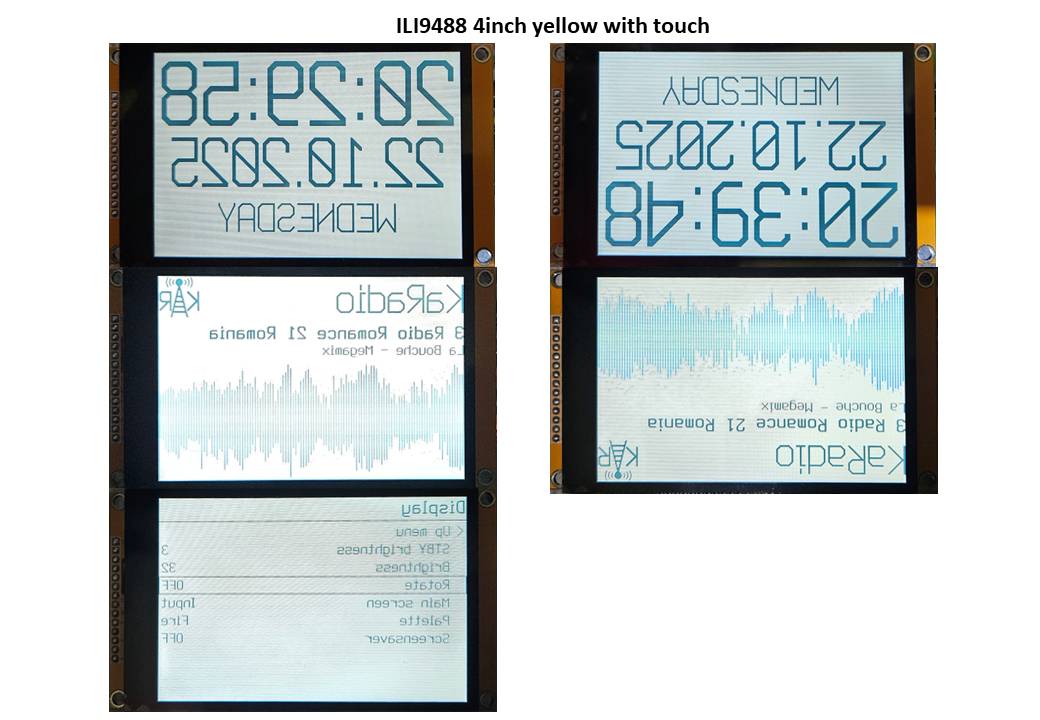 ILI9488 4inch yellow with touch
20:29:58
22.10.2025
WEDNESDAY
KaRadio
KAR
3 Radio Romance 21 Romania
La Bouche - Megamix
Display
< Up menu
STBY brightness 3
Brightness 32
Rotate OFF
Main screen Input
Palette Fire
Screensaver OFF
WEDNESDAY
22.10.2025
20:39:48
La Bouche - Megamix
3 Radio Romance 21 Romania
KaRadio
KAR